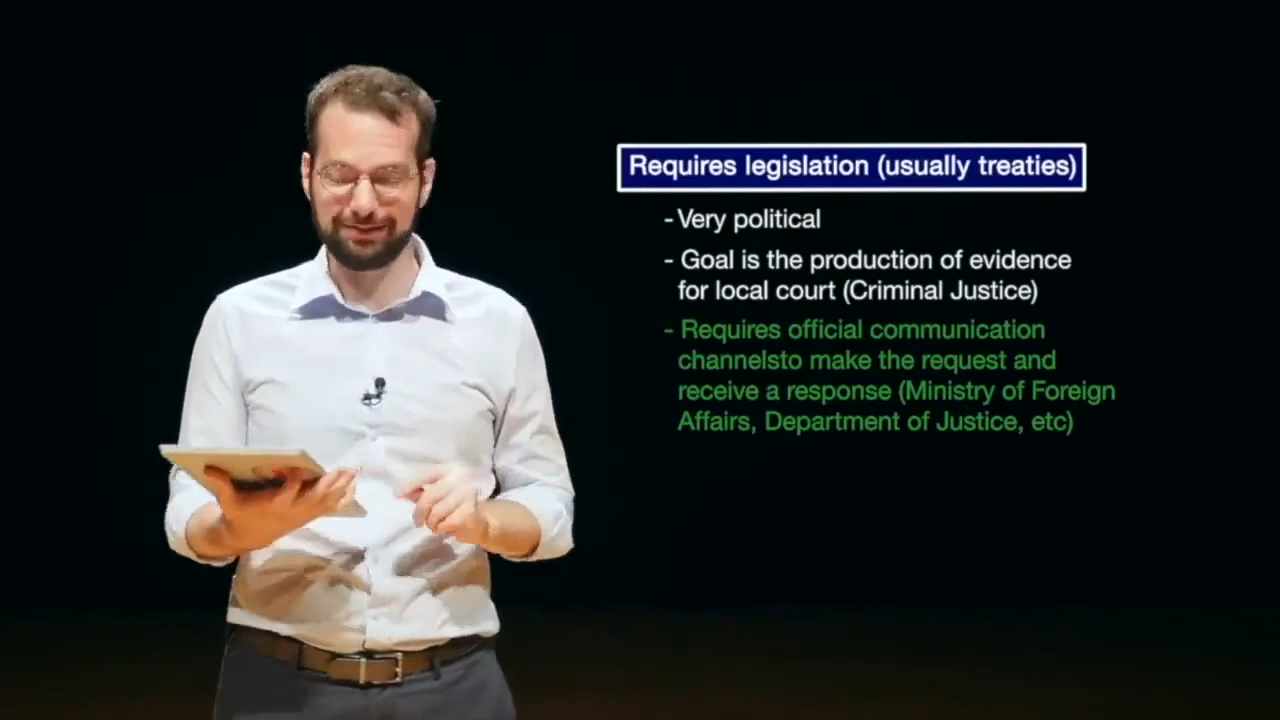 Requires legislation (usually treaties)
- Very political
- Goal is the production of evidence
for local court (Criminal Justice)
- Requires official communication
channelsto make the request and
receive a response (Ministry of Foreign
Affairs, Department of Justice, etc)